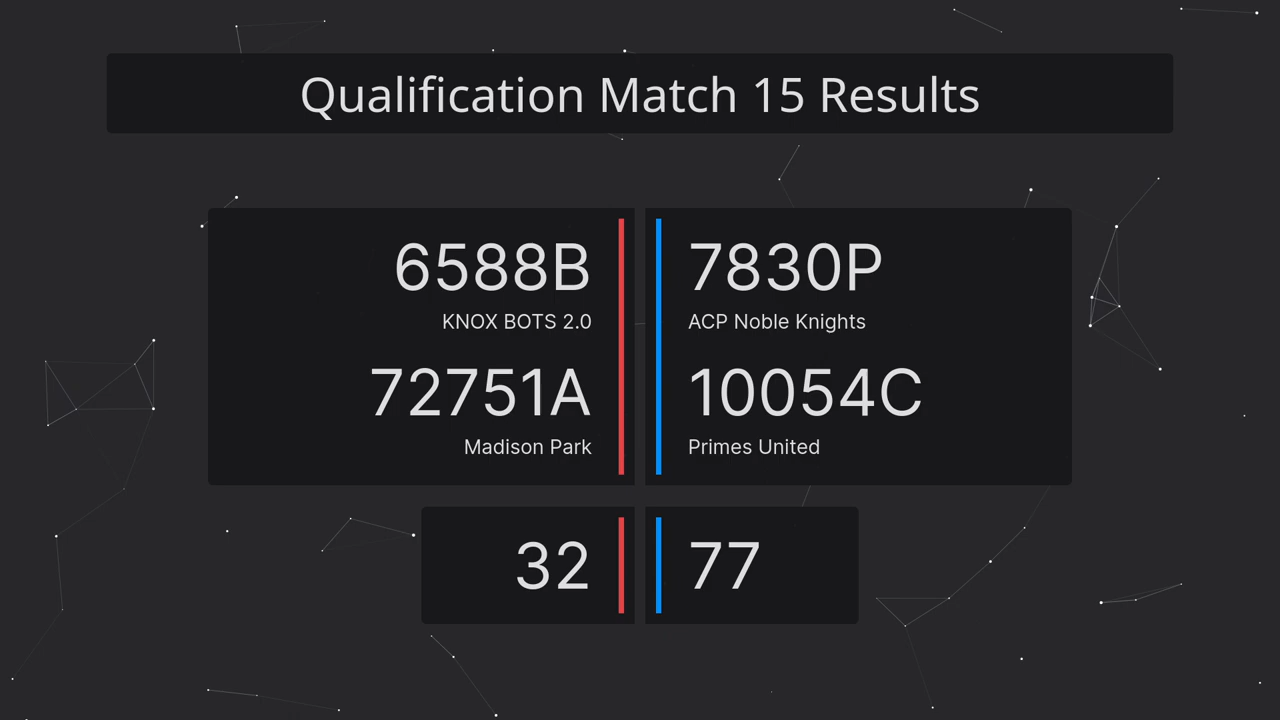 Qualification Match 15 Results
6588B
KNOX BOTS 2.0
72751A
Madison Park
7830P
ACP Noble Knights
10054C
Primes United
32
77